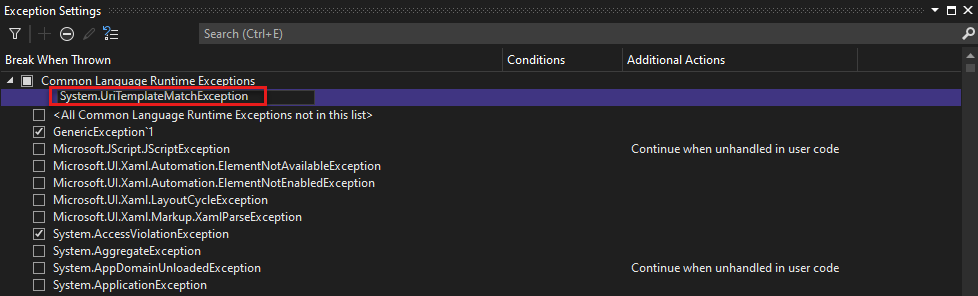 Exception Settings
Search (Ctrl+E)
Break When Thrown Conditions Additional Actions
Common Language Runtime Exceptions
System.UriTemplateMatchException
<All Common Language Runtime Exceptions not in this list>
GenericException`1
Microsoft.JScript.JScriptException Continue when unhandled in user code
Microsoft.UI.Xaml.Automation.ElementNotAvailableException
Microsoft.UI.Xaml.Automation.ElementNotEnabledException
Microsoft.UI.Xaml.LayoutCycleException
Microsoft.UI.Xaml.Markup.XamlParseException
System.AccessViolationException
System.AggregateException
System.AppDomainUnloadedException Continue when unhandled in user code
System.ApplicationException